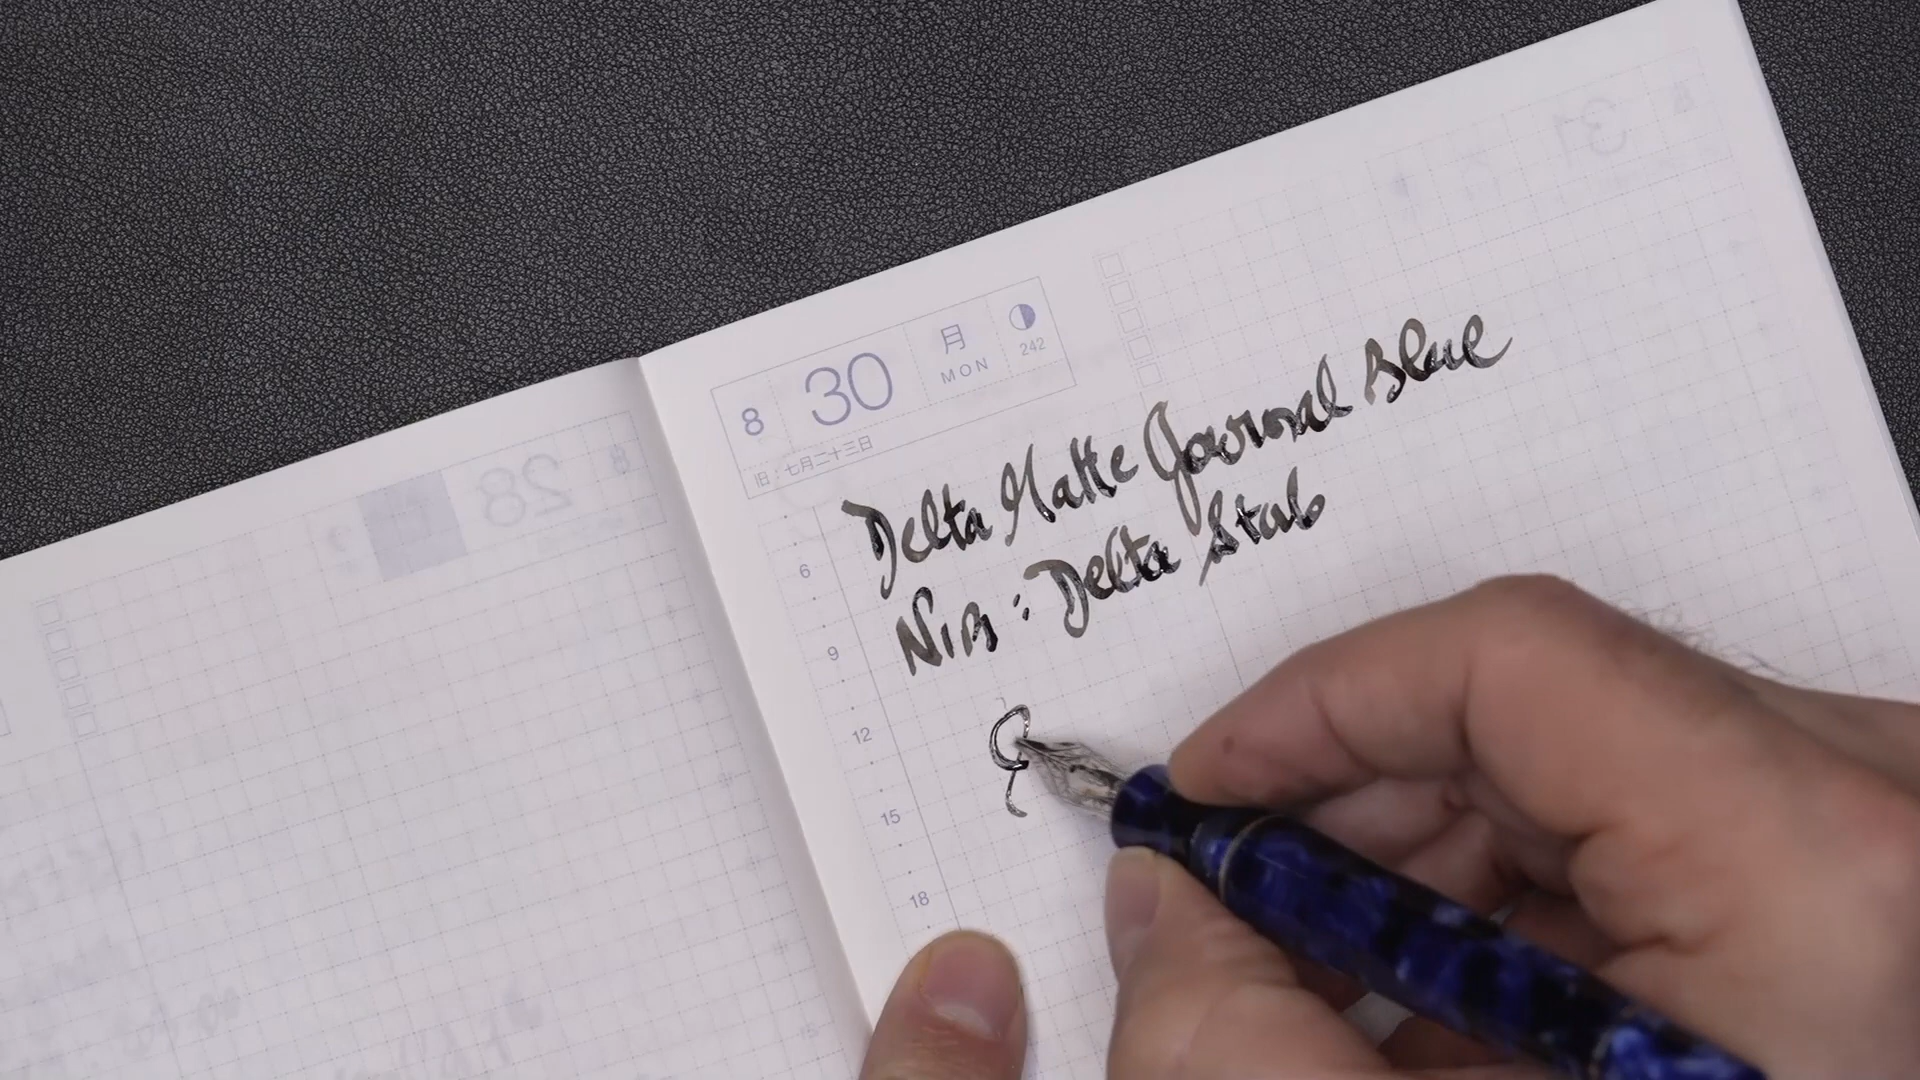 8 30 月 MON 242
旧:七月二十三日
Delta Matte Journal Blue
Nib: Delta Stub
6
9
12
15
18
28
31